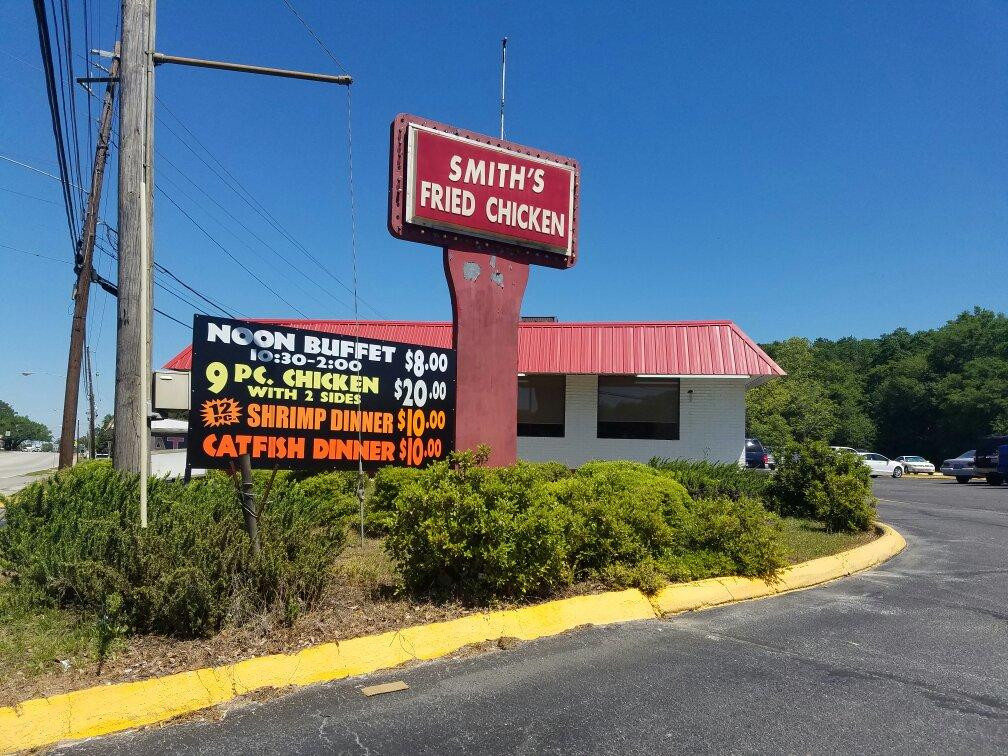 SMITH'S
FRIED CHICKEN
NOON BUFFET $8.00
10:30-2:00
9 PC. CHICKEN $20.00
WITH 2 SIDES
12 PC SHRIMP DINNER $10.00
CATFISH DINNER $10.00